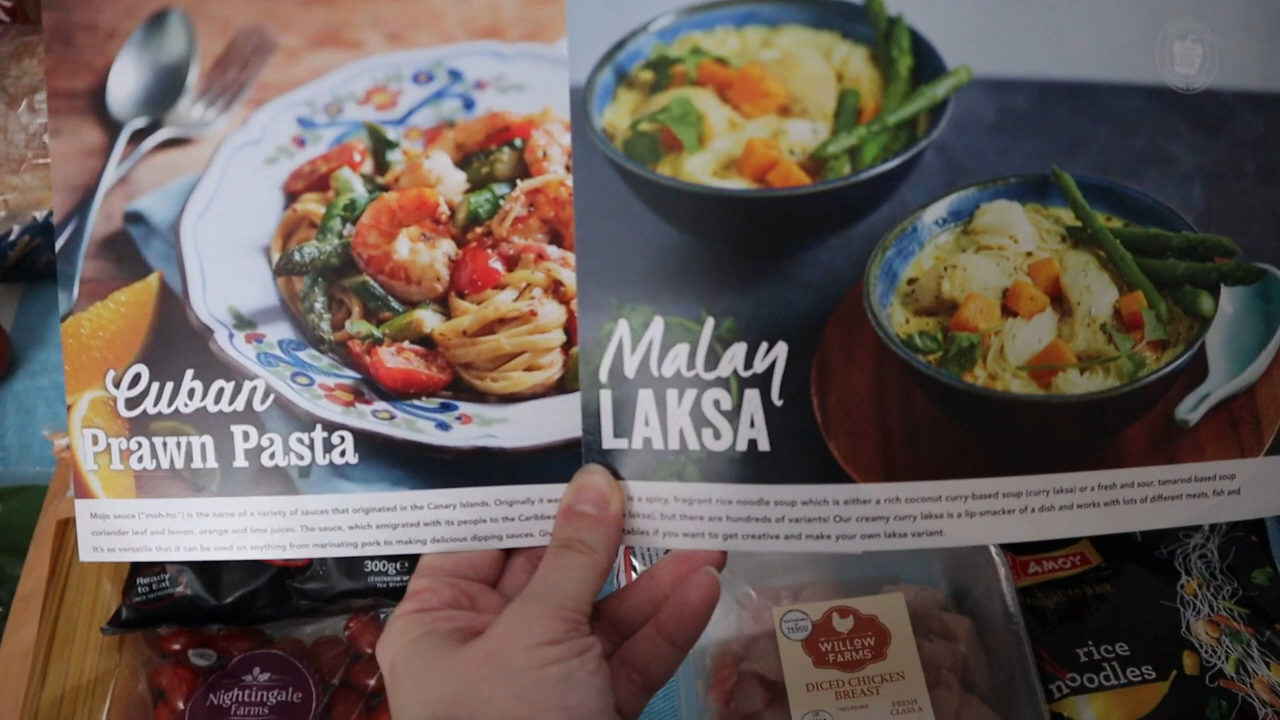 Cuban
Prawn Pasta
Malay
LAKSA
Mojo sauce ("moh-ho") is the name of a variety of sauces that originated in the Canary Islands. Originally it
coriander leaf and lemon, orange and lime juices. The sauce, which emigrated with its people to the
It's so versatile that it can be used on anything from marinating pork to making delicious dipping sauces.
is a spicy, fragrant rice noodle soup which is either a rich coconut curry-based soup (curry laksa) or a fresh and sour, tamarind-based soup
laksa), but there are hundreds of variants! Our creamy curry laksa is a lip-smacker of a dish and works with lots of different meats, fish and
if you want to get creative and make your own laksa variant.
Ready
to Eat
300ge
Nightingale
Farms
TESCO
WILLOW
FARMS
DICED CHICKEN
BREAST
FRESH
CLASS A
AMOY
rice
noodles